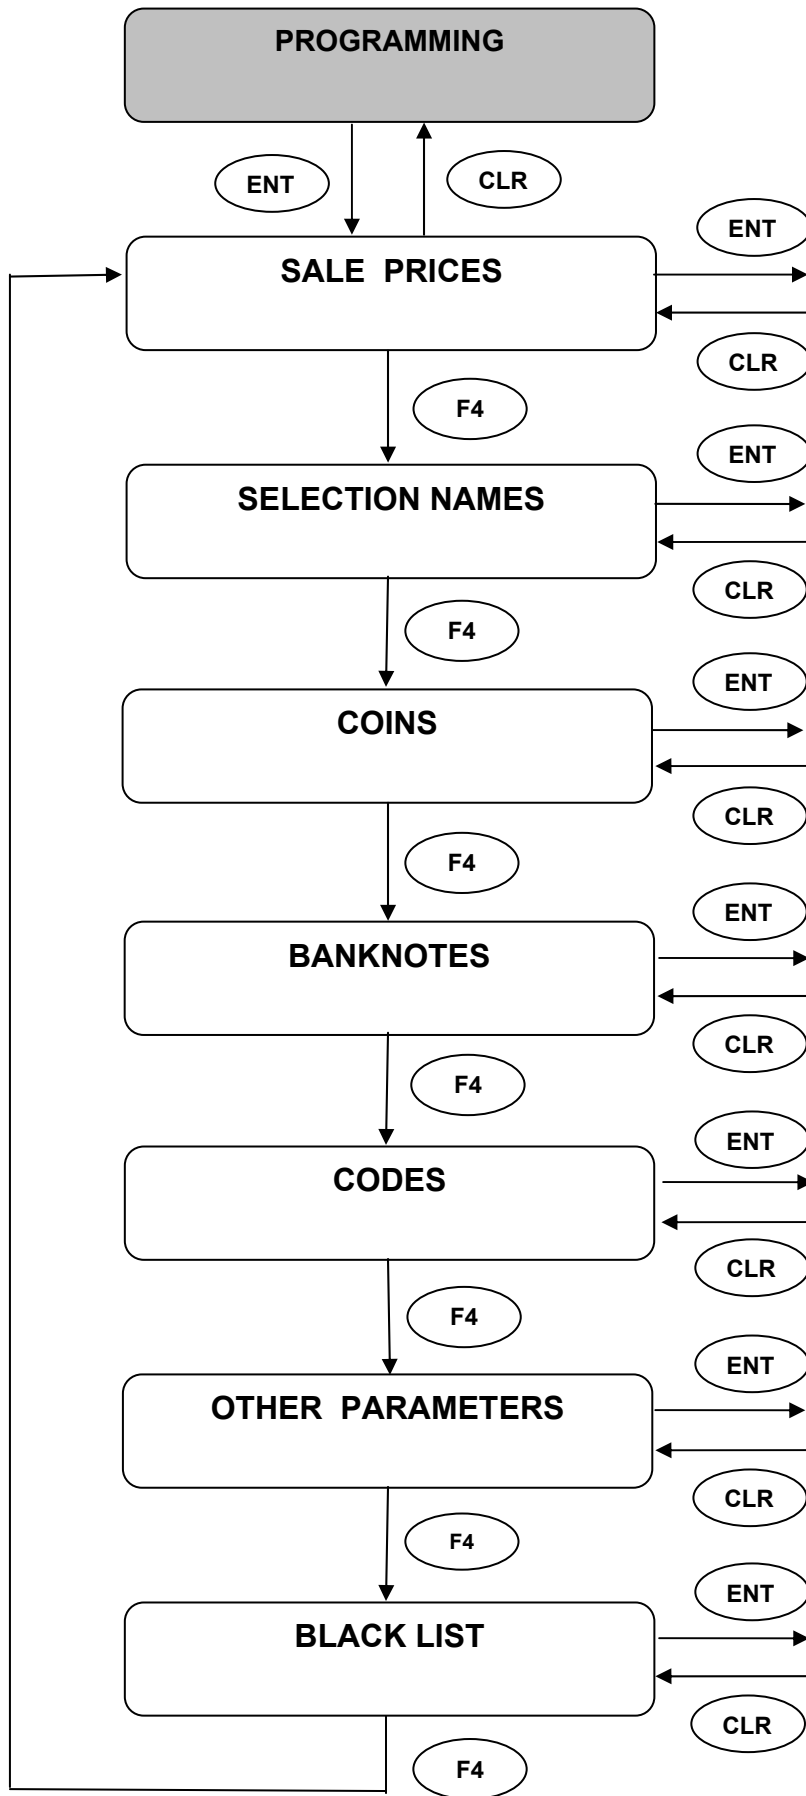 PROGRAMMING
ENT
CLR
ENT
SALE PRICES
CLR
F4
ENT
SELECTION NAMES
CLR
F4
ENT
COINS
CLR
F4
ENT
BANKNOTES
CLR
F4
ENT
CODES
CLR
F4
ENT
OTHER PARAMETERS
CLR
F4
ENT
BLACK LIST
CLR
F4